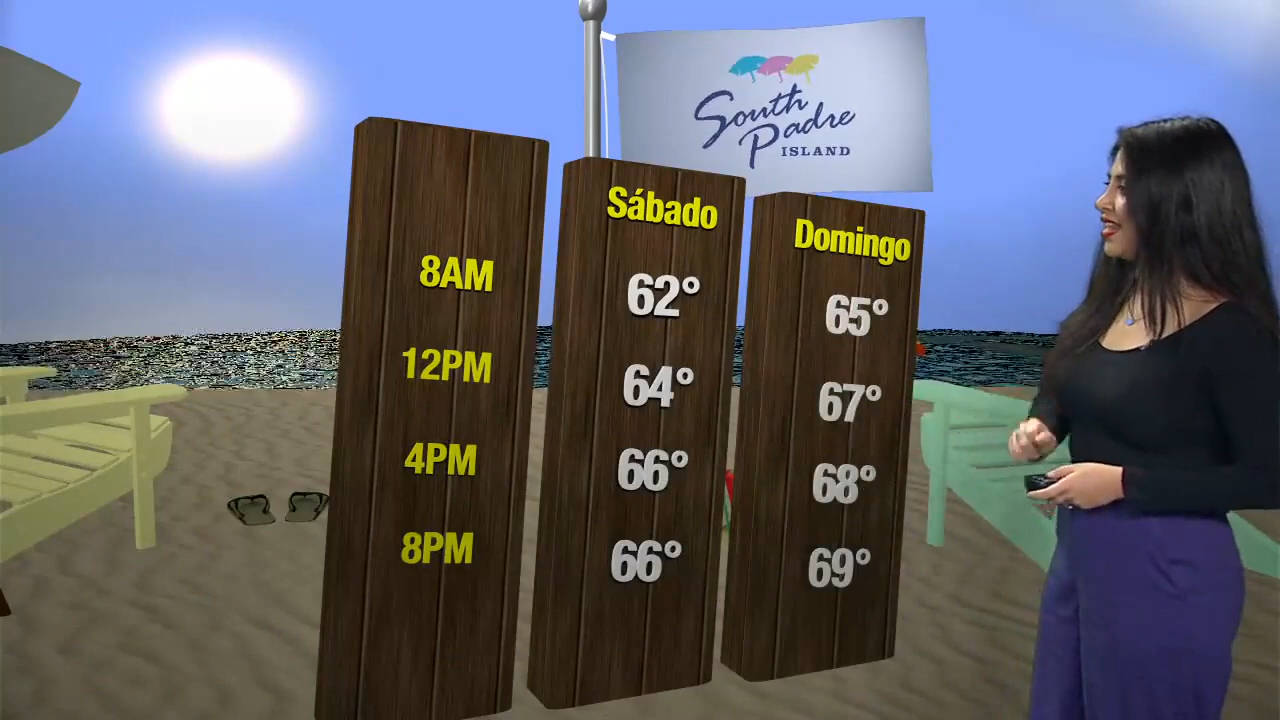 South
Padre
ISLAND
Sábado
Domingo
8AM
62°
65°
12PM
64°
67°
4PM
66°
68°
8PM
66°
69°